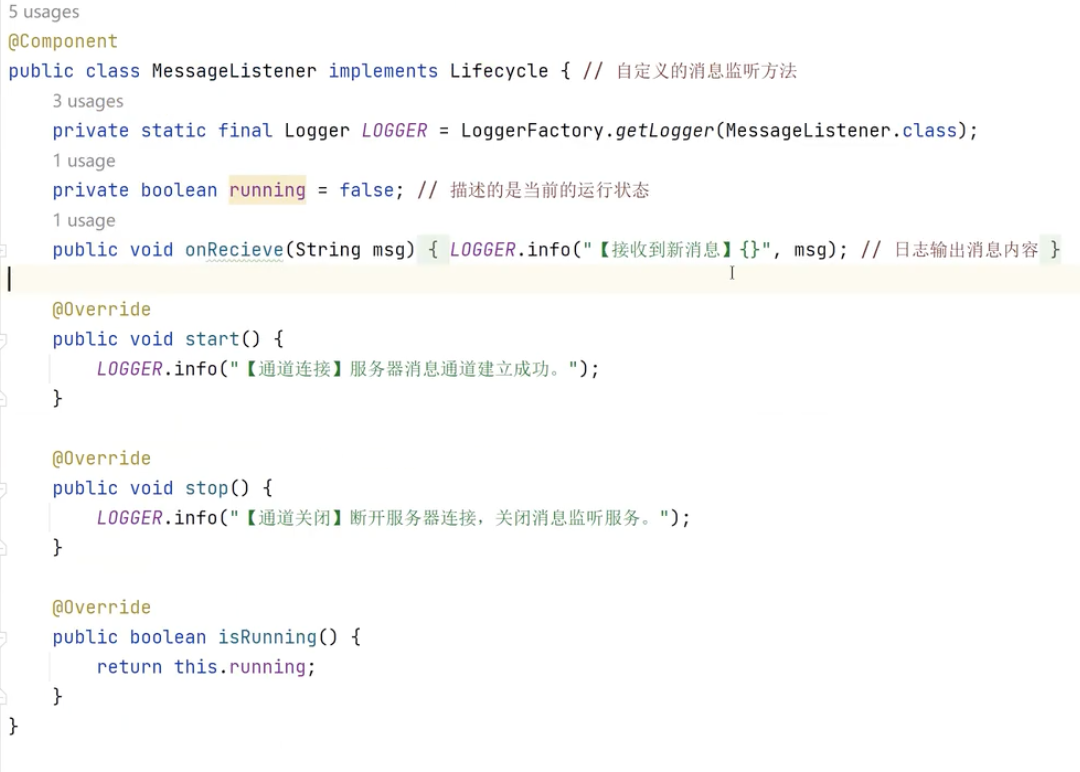 5 usages
@Component
public class MessageListener implements Lifecycle { // 自定义的消息监听方法
3 usages
private static final Logger LOGGER = LoggerFactory.getLogger(MessageListener.class);
1 usage
private boolean running = false; // 描述的是当前的运行状态
1 usage
public void onRecieve(String msg) { LOGGER.info("【接收到新消息】{}", msg); // 日志输出消息内容 }
@Override
public void start() {
LOGGER.info("【通道连接】服务器消息通道建立成功。");
}
@Override
public void stop() {
LOGGER.info("【通道关闭】断开服务器连接，关闭消息监听服务。");
}
@Override
public boolean isRunning() {
return this.running;
}
}